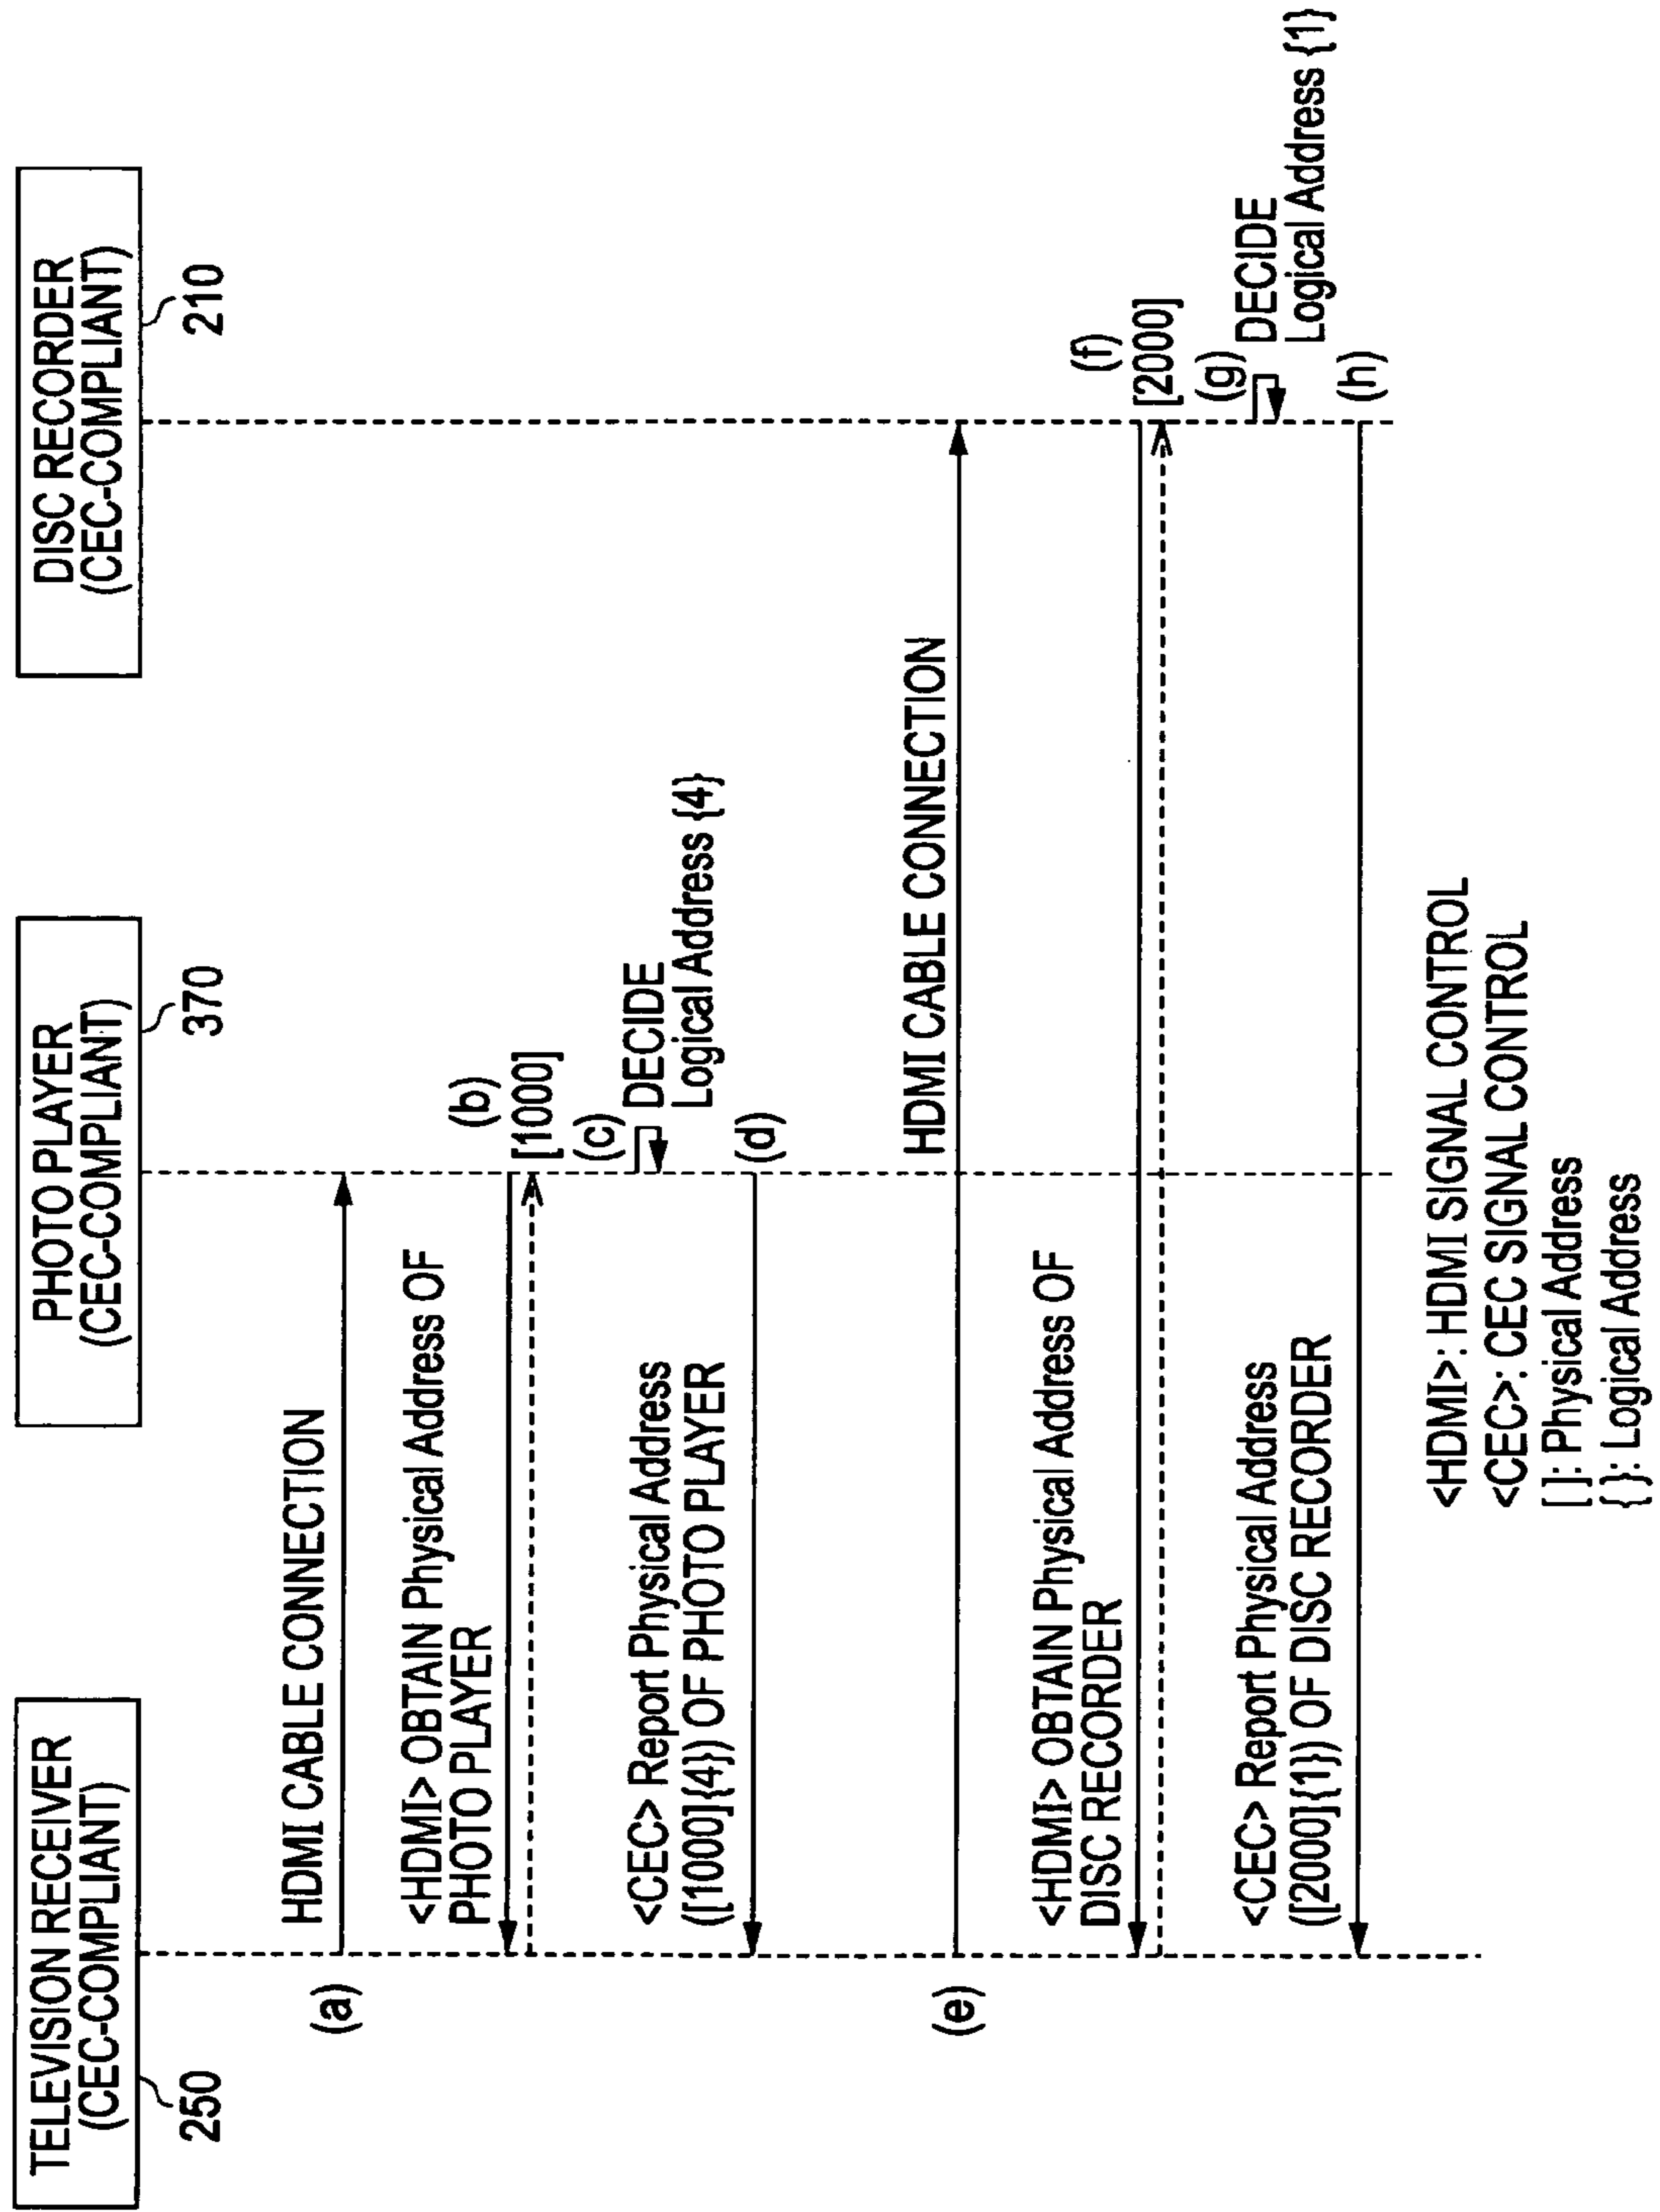 TELEVISION RECEIVER
(CEC-COMPLIANT)
250
PHOTO PLAYER
(CEC-COMPLIANT)
370
DISC RECORDER
(CEC-COMPLIANT)
210
(a)
HDMI CABLE CONNECTION
<HDMI> OBTAIN Physical Address OF
PHOTO PLAYER
(b)
[1000]
(c)
DECIDE
Logical Address {4}
<CEC> Report Physical Address
([1000]{4}) OF PHOTO PLAYER
(d)
(e)
HDMI CABLE CONNECTION
<HDMI> OBTAIN Physical Address OF
DISC RECORDER
(f)
[2000]
(g)
DECIDE
Logical Address {1}
<CEC> Report Physical Address
([2000]{1}) OF DISC RECORDER
(h)
<HDMI>: HDMI SIGNAL CONTROL
<CEC>: CEC SIGNAL CONTROL
[ ]: Physical Address
{ }: Logical Address